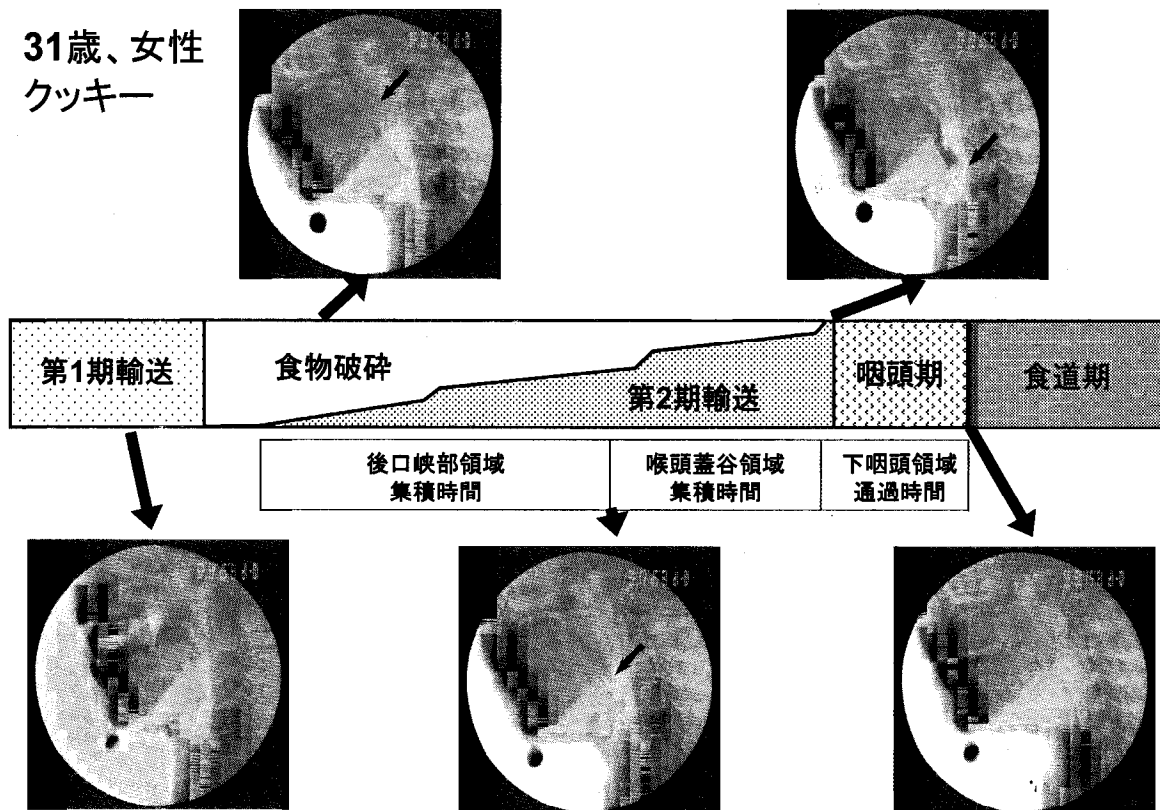 31歳、女性
クッキー
第1期輸送
食物破砕
第2期輸送
咽頭期
食道期
後口峡部領域
集積時間
喉頭蓋谷領域
集積時間
下咽頭領域
通過時間